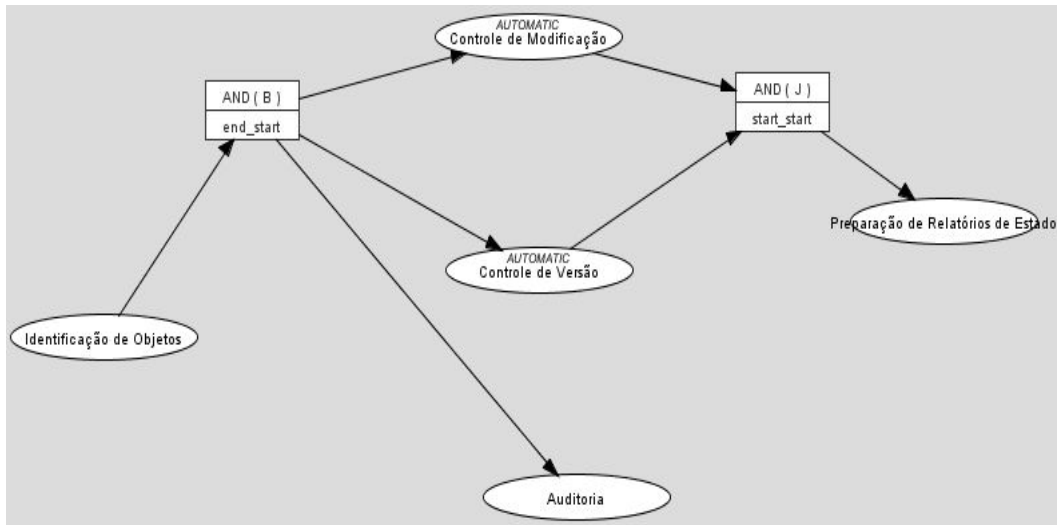 AUTOMATIC
Controle de Modificação
AND ( B )
end_start
AND ( J )
start_start
Preparação de Relatórios de Estado
AUTOMATIC
Controle de Versão
Identificação de Objetos
Auditoria